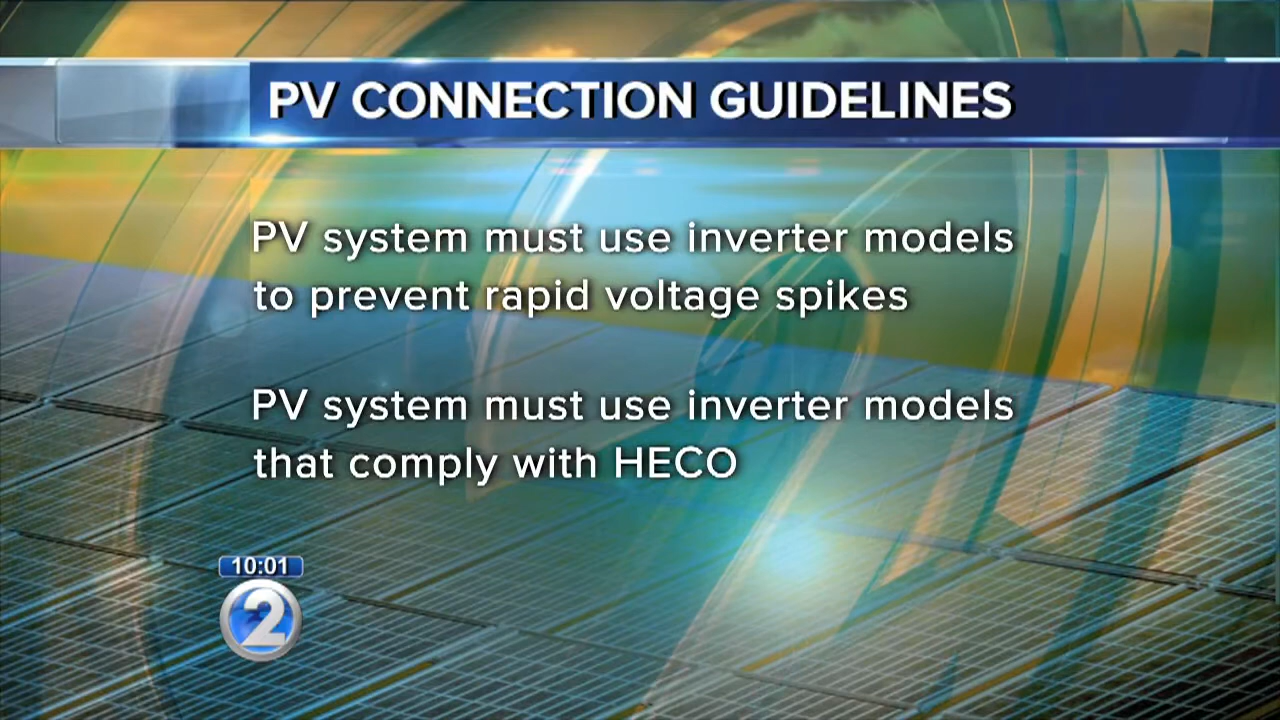 PV CONNECTION GUIDELINES
PV system must use inverter models
to prevent rapid voltage spikes
PV system must use inverter models
that comply with HECO
10:01
2